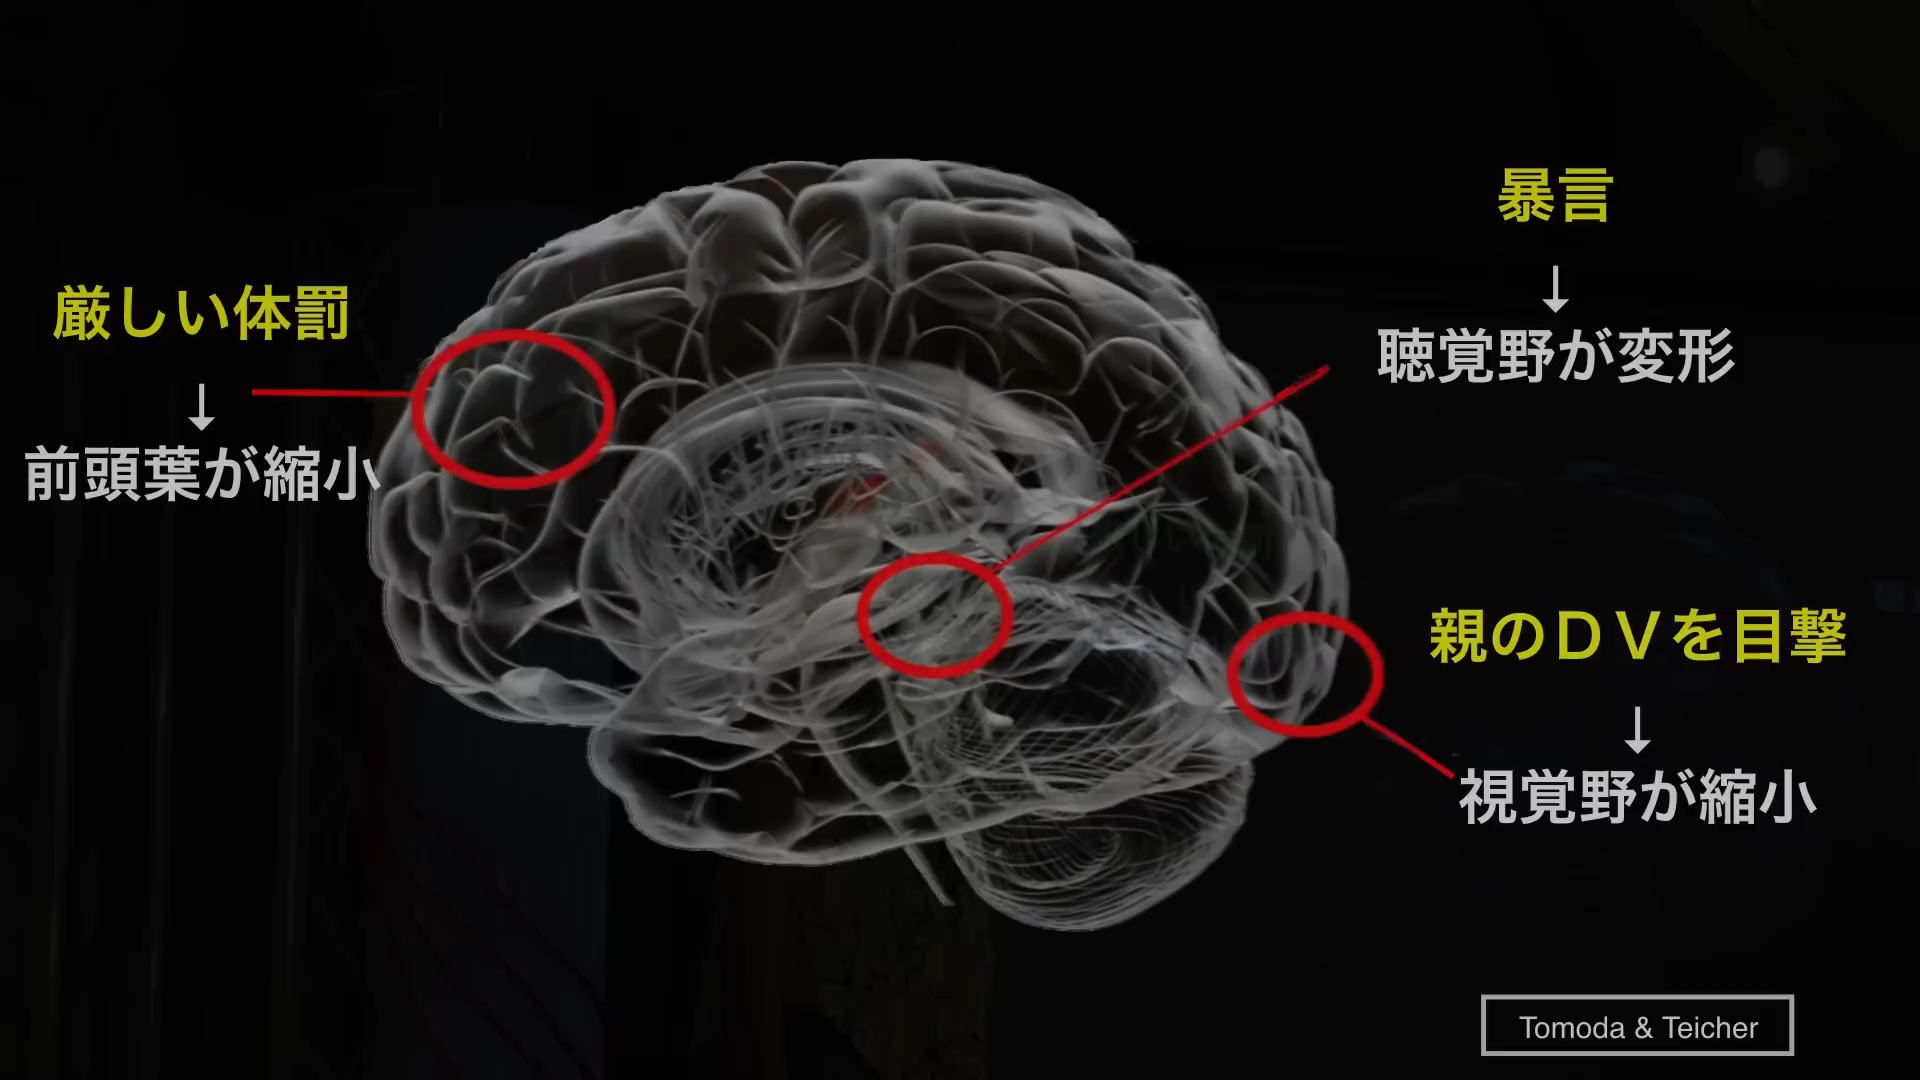 厳しい体罰
↓
前頭葉が縮小
暴言
↓
聴覚野が変形
親のＤＶを目撃
↓
視覚野が縮小
Tomoda & Teicher